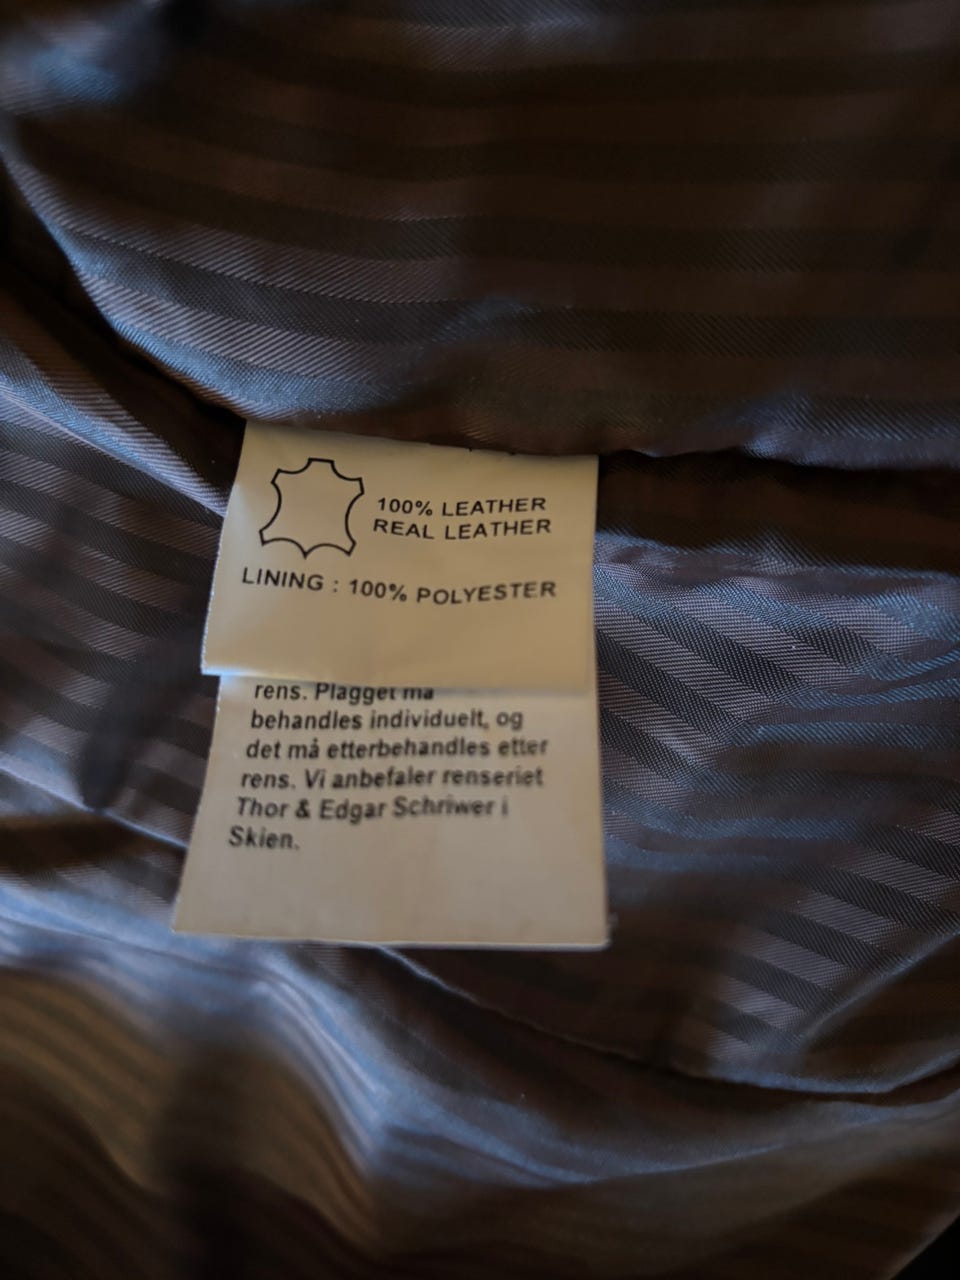 100% LEATHER
REAL LEATHER
LINING : 100% POLYESTER
rens. Plagget må
behandles individuelt, og
det må etterbehandles etter
rens. Vi anbefaler renseriet
Thor & Edgar Schriwer i
Skien.